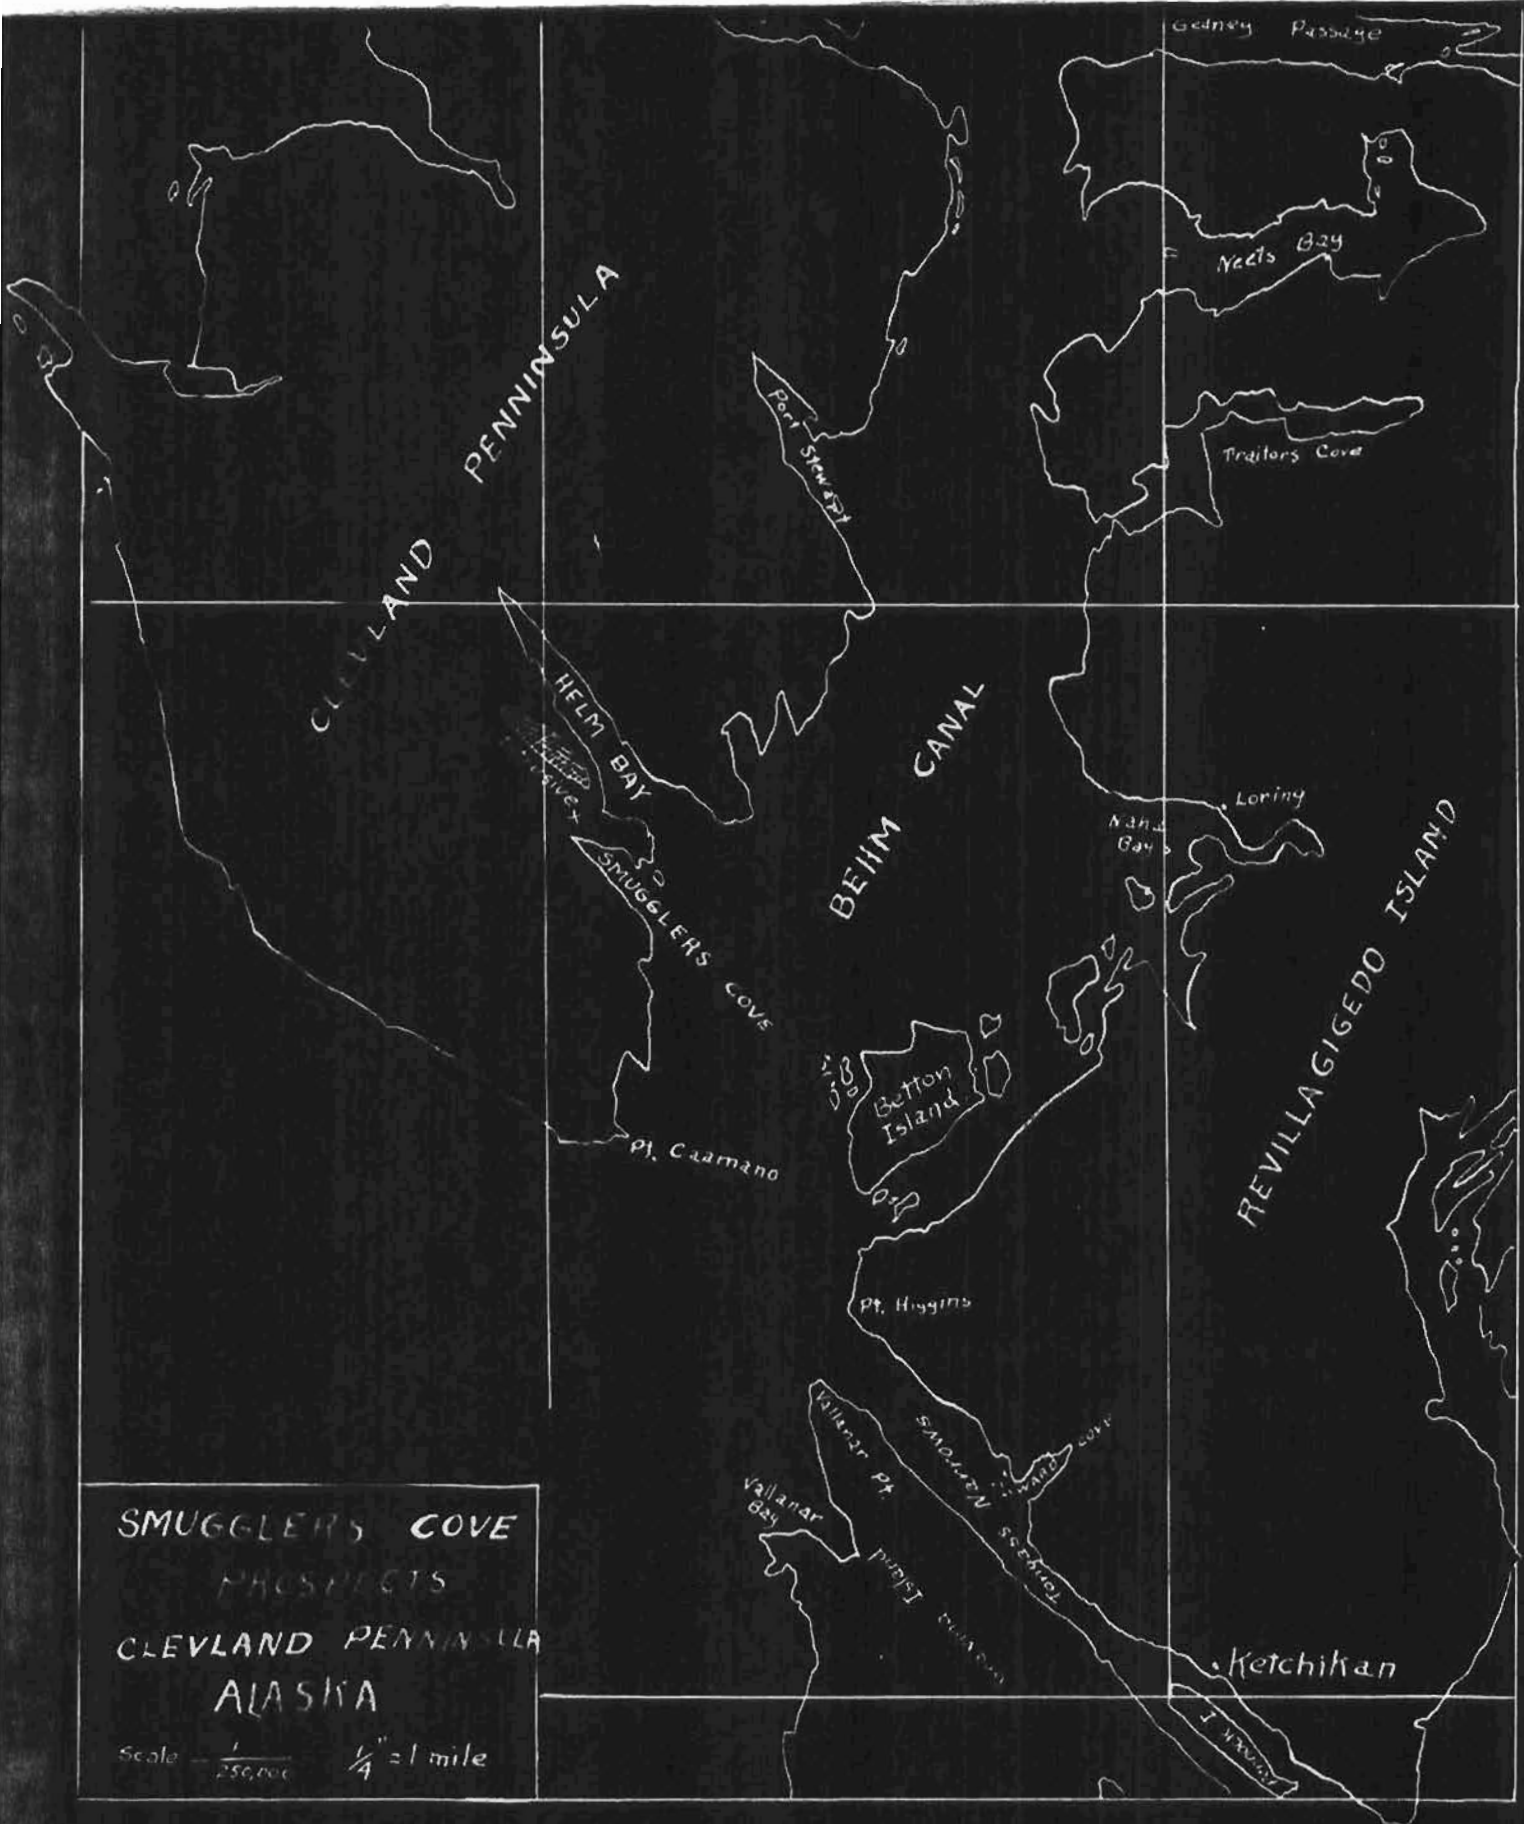 Gedney Passage
Neets Bay
CLEVLAND PENNINSULA
Port Stewart
Traitors Cove
HELM BAY
BEHM CANAL
Loring
Naha
Bay
SMUGGLERS COVE
REVILLAGIGEDO ISLAND
Betton
Island
Pt. Caamano
Pt. Higgins
Vallanar Pt.
Vallanar
Bay
Tongass Narrows
WARD COVE
Island
Ketchikan
SMUGGLERS COVE
PROSPECTS
CLEVLAND PENNINSULA
ALASKA
Scale 1/250,000 1/4" = 1 mile